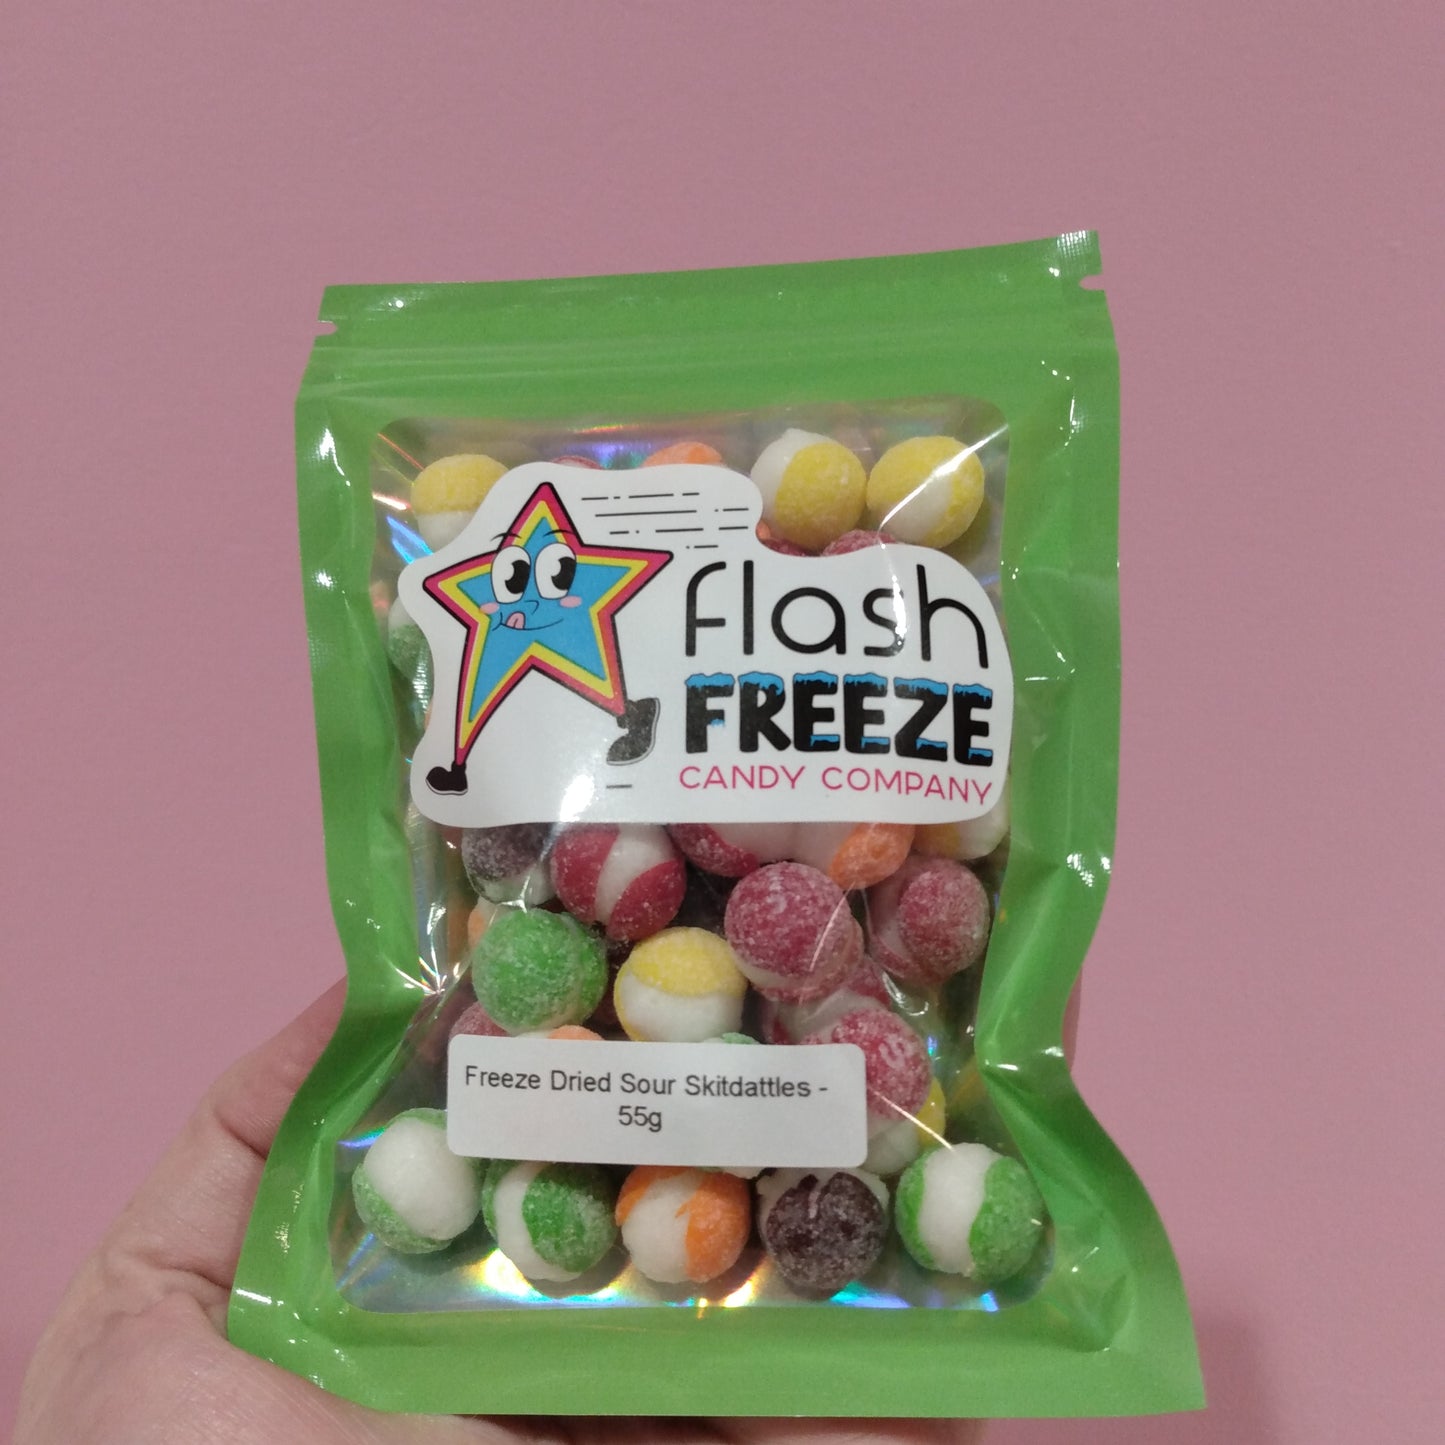 flash
FREEZE
CANDY COMPANY
Freeze Dried Sour Skitdattles -
55g